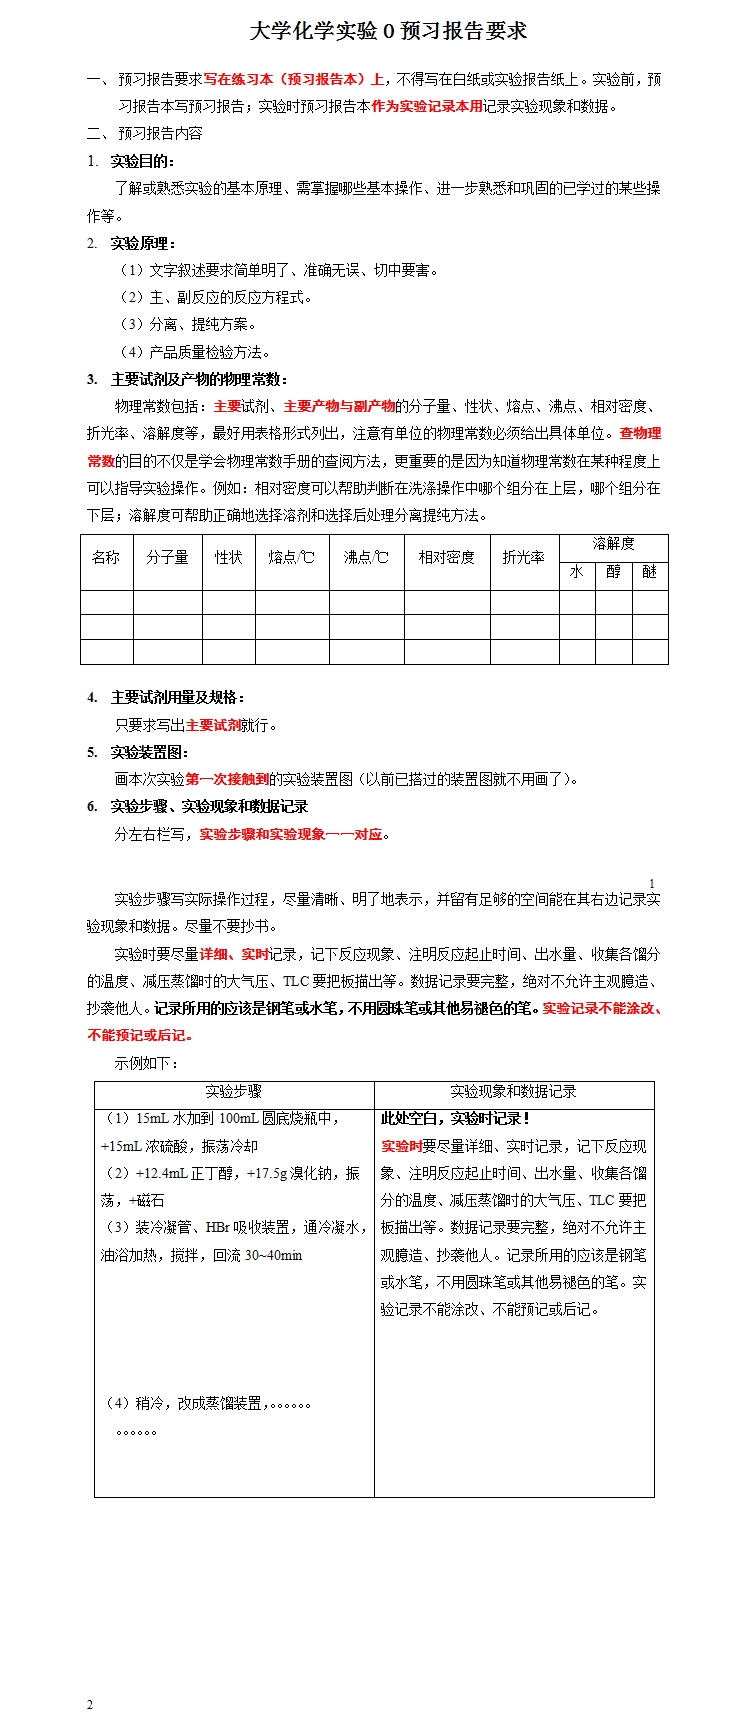 大学化学实验O预习报告要求
一、 预习报告要求写在练习本（预习报告本）上，不得写在白纸或实验报告纸上。实验前，预
习报告本写预习报告；实验时预习报告本作为实验记录本用记录实验现象和数据。
二、 预习报告内容
1. 实验目的：
了解或熟悉实验的基本原理、需掌握哪些基本操作、进一步熟悉和巩固的已学过的某些操
作等。
2. 实验原理：
（1）文字叙述要求简单明了、准确无误、切中要害。
（2）主、副反应的反应方程式。
（3）分离、提纯方案。
（4）产品质量检验方法。
3. 主要试剂及产物的物理常数：
物理常数包括：主要试剂、主要产物与副产物的分子量、性状、熔点、沸点、相对密度、
折光率、溶解度等，最好用表格形式列出，注意有单位的物理常数必须给出具体单位。查物理
常数的目的不仅是学会物理常数手册的查阅方法，更重要的是因为知道物理常数在某种程度上
可以指导实验操作。例如：相对密度可以帮助判断在洗涤操作中哪个组分在上层，哪个组分在
下层；溶解度可帮助正确地选择溶剂和选择后处理分离提纯方法。
名称 分子量 性状 熔点/℃ 沸点/℃ 相对密度 折光率 溶解度
水 醇 醚
4. 主要试剂用量及规格：
只要求写出主要试剂就行。
5. 实验装置图：
画本次实验第一次接触到的实验装置图（以前已搭过的装置图就不用画了）。
6. 实验步骤、实验现象和数据记录
分左右栏写，实验步骤和实验现象一一对应。
1
实验步骤写实际操作过程，尽量清晰、明了地表示，并留有足够的空间能在其右边记录实
验现象和数据。尽量不要抄书。
实验时要尽量详细、实时记录，记下反应现象、注明反应起止时间、出水量、收集各馏分
的温度、减压蒸馏时的大气压、TLC 要把板描出等。数据记录要完整，绝对不允许主观臆造、
抄袭他人。记录所用的应该是钢笔或水笔，不用圆珠笔或其他易褪色的笔。实验记录不能涂改、
不能预记或后记。
示例如下：
实验步骤 实验现象和数据记录
（1）15mL 水加到 100mL 圆底烧瓶中，
+15mL 浓硫酸，振荡冷却
（2）+12.4mL 正丁醇，+17.5g 溴化钠，振
荡，+磁石
（3）装冷凝管、HBr 吸收装置，通冷凝水，
油浴加热，搅拌，回流 30~40min
（4）稍冷，改成蒸馏装置，。。。。。。
。。。。。。
此处空白，实验时记录！
实验时要尽量详细、实时记录，记下反应现
象、注明反应起止时间、出水量、收集各馏
分的温度、减压蒸馏时的大气压、TLC 要把
板描出等。数据记录要完整，绝对不允许主
观臆造、抄袭他人。记录所用的应该是钢笔
或水笔，不用圆珠笔或其他易褪色的笔。实
验记录不能涂改、不能预记或后记。
2